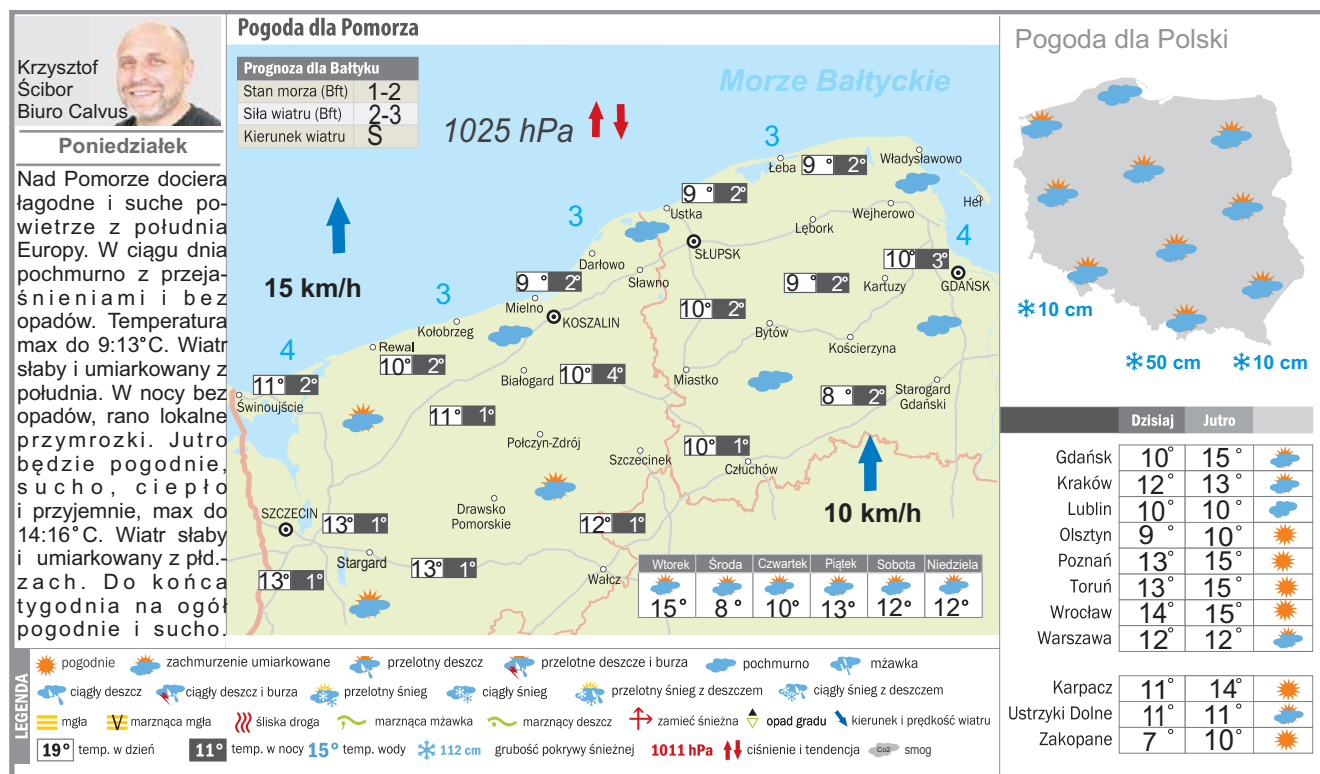 Krzysztof
Ścibor
Biuro Calvus
Poniedziałek
Nad Pomorze dociera
łagodne i suche po-
wietrze z południa
Europy. W ciągu dnia
pochmurno z przeja-
śnieniami i bez
opadów. Temperatura
max do 9:13°C. Wiatr
słaby i umiarkowany z
południa. W nocy bez
opadów, rano lokalne
przymrozki. Jutro
będzie pogodnie,
sucho, ciepło
i przyjemnie, max do
14:16°C. Wiatr słaby
i umiarkowany z płd.-
zach. Do końca
tygodnia na ogół
pogodnie i sucho.
Pogoda dla Pomorza
Prognoza dla Bałtyku
Stan morza (Bft) 1-2
Siła wiatru (Bft) 2-3
Kierunek wiatru S
1025 hPa
Morze Bałtyckie
15 km/h
3
Łeba 9° 2°
Władysławowo
Hel
9° 2°
Ustka
3
Wejherowo
Lębork
4
SŁUPSK
10° 3°
GDAŃSK
Darłowo
Sławno
9° 2°
Mielno
9° 2°
Kartuzy
3
KOSZALIN
10° 2°
Bytów
Kołobrzeg
Kościerzyna
Rewal
10° 2°
4
11° 2°
Świnoujście
Białogard
10° 4°
Miastko
8° 2°
Starogard
Gdański
11° 1°
Połczyn-Zdrój
Szczecinek
10° 1°
Człuchów
10 km/h
Drawsko
Pomorskie
SZCZECIN
13° 1°
12° 1°
Stargard
13° 1°
13° 1°
Wałcz
Wtorek Środa Czwartek Piątek Sobota Niedziela
15° 8° 10° 13° 12° 12°
Pogoda dla Polski
10 cm
50 cm
10 cm
Dzisiaj Jutro
Gdańsk 10° 15°
Kraków 12° 13°
Lublin 10° 10°
Olsztyn 9° 10°
Poznań 13° 15°
Toruń 13° 15°
Wrocław 14° 15°
Warszawa 12° 12°
Karpacz 11° 14°
Ustrzyki Dolne 11° 11°
Zakopane 7° 10°
LEGENDA
pogodnie zachmurzenie umiarkowane przelotny deszcz przelotne deszcze i burza pochmurno mżawka
ciągły deszcz ciągły deszcz i burza przelotny śnieg ciągły śnieg przelotny śnieg z deszczem ciągły śnieg z deszczem
mgła marznąca mgła śliska droga marznąca mżawka marznący deszcz zamieć śnieżna opad gradu kierunek i prędkość wiatru
19° temp. w dzień 11° temp. w nocy 15° temp. wody 112 cm grubość pokrywy śnieżnej 1011 hPa ciśnienie i tendencja Co2 smog